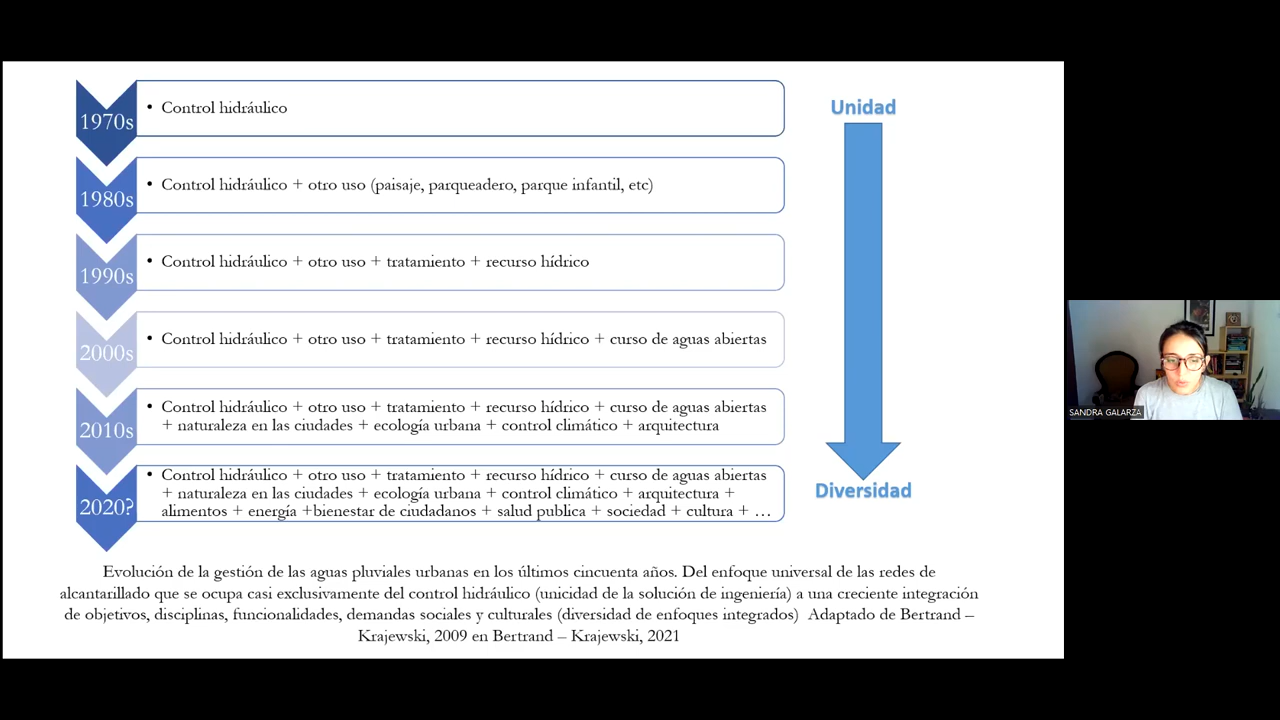 1970s
• Control hidráulico
1980s
• Control hidráulico + otro uso (paisaje, parqueadero, parque infantil, etc)
1990s
• Control hidráulico + otro uso + tratamiento + recurso hídrico
2000s
• Control hidráulico + otro uso + tratamiento + recurso hídrico + curso de aguas abiertas
2010s
• Control hidráulico + otro uso + tratamiento + recurso hídrico + curso de aguas abiertas
+ naturaleza en las ciudades + ecología urbana + control climático + arquitectura
2020?
• Control hidráulico + otro uso + tratamiento + recurso hídrico + curso de aguas abiertas
+ naturaleza en las ciudades + ecología urbana + control climático + arquitectura +
alimentos + energía +bienestar de ciudadanos + salud publica + sociedad + cultura + …
Unidad
Diversidad
Evolución de la gestión de las aguas pluviales urbanas en los últimos cincuenta años. Del enfoque universal de las redes de
alcantarillado que se ocupa casi exclusivamente del control hidráulico (unicidad de la solución de ingeniería) a una creciente integración
de objetivos, disciplinas, funcionalidades, demandas sociales y culturales (diversidad de enfoques integrados) Adaptado de Bertrand –
Krajewski, 2009 en Bertrand – Krajewski, 2021
SANDRA GALARZA